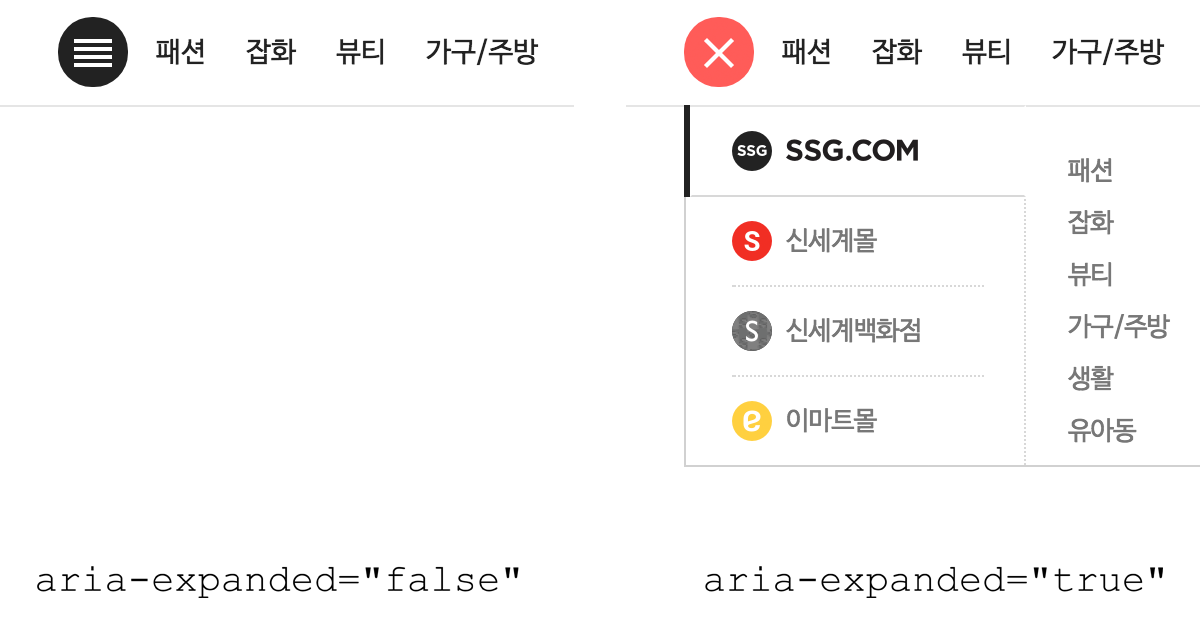 패션 잡화 뷰티 가구/주방
aria-expanded="false"
패션 잡화 뷰티 가구/주방
SSG SSG.COM
S 신세계몰
S 신세계백화점
e 이마트몰
패션
잡화
뷰티
가구/주방
생활
유아동
aria-expanded="true"